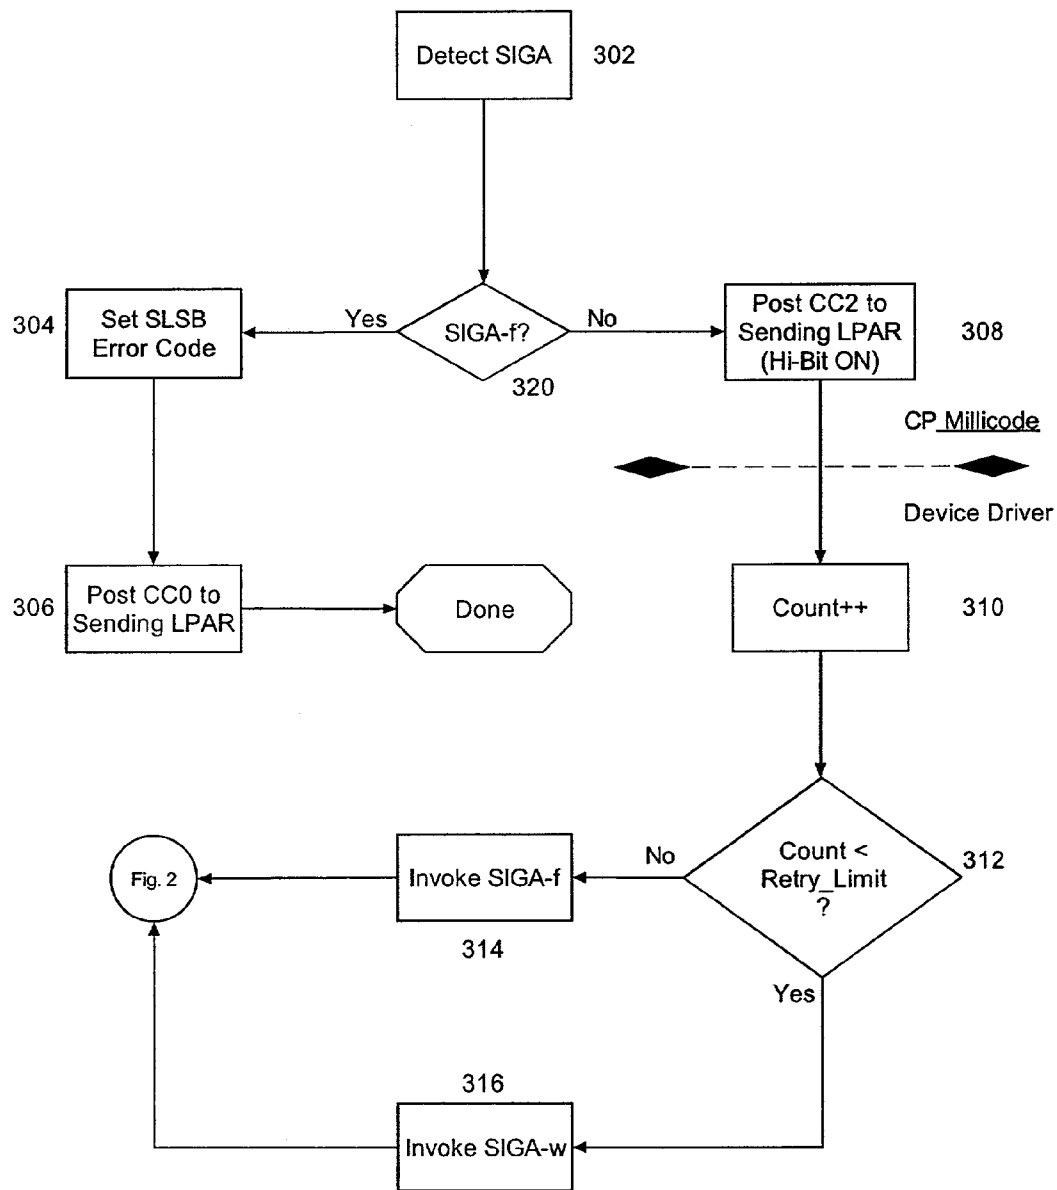 Detect SIGA
302
304
Set SLSB
Error Code
Yes
SIGA-f?
No
320
Post CC2 to
Sending LPAR
(Hi-Bit ON)
308
CP Millicode
Device Driver
306
Post CC0 to
Sending LPAR
Done
Count++
310
Fig. 2
Invoke SIGA-f
314
No
Count <
Retry_Limit
?
312
Yes
316
Invoke SIGA-w